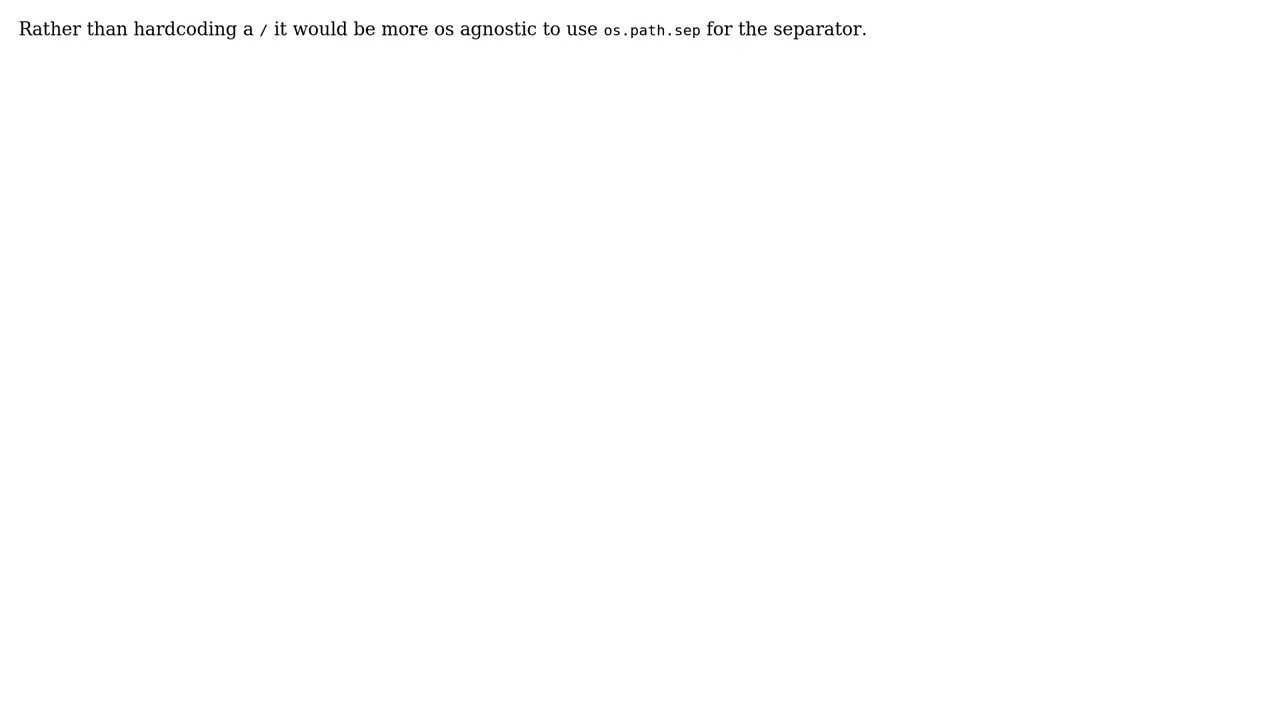 Rather than hardcoding a / it would be more os agnostic to use os.path.sep for the separator.